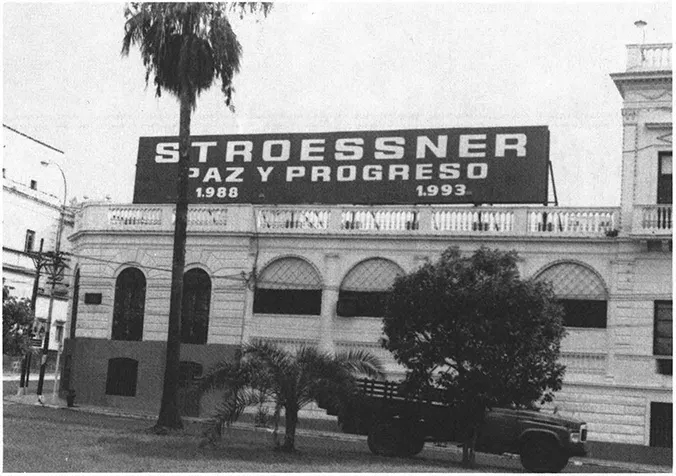 STROESSNER
PAZ Y PROGRESO
1.988 1.993